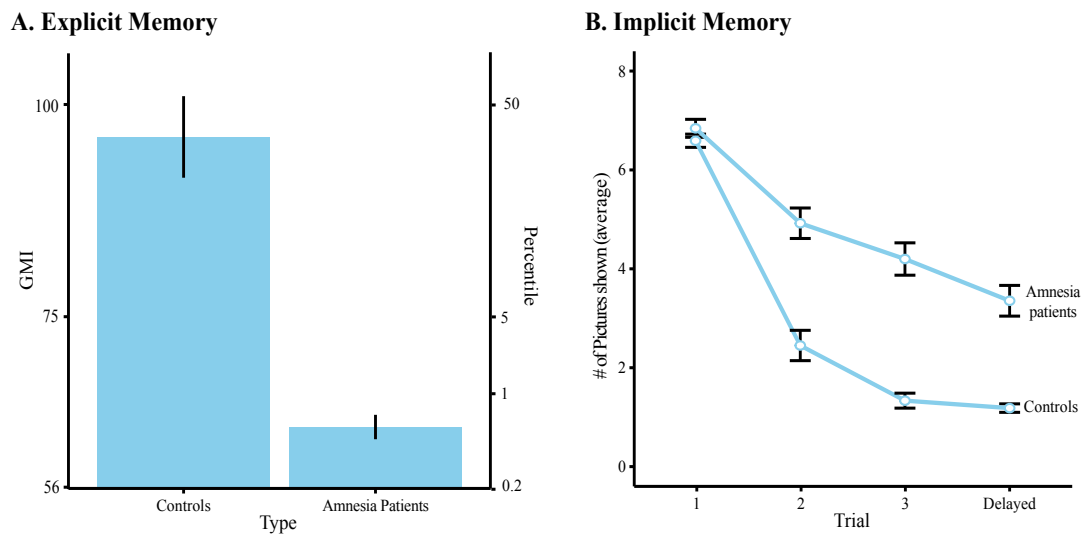 A. Explicit Memory
100
75
56
GMI
50
5
1
0.2
Percentile
Controls
Amnesia Patients
Type
B. Implicit Memory
8
6
4
2
0
# of Pictures shown (average)
Amnesia
patients
Controls
1
2
3
Delayed
Trial